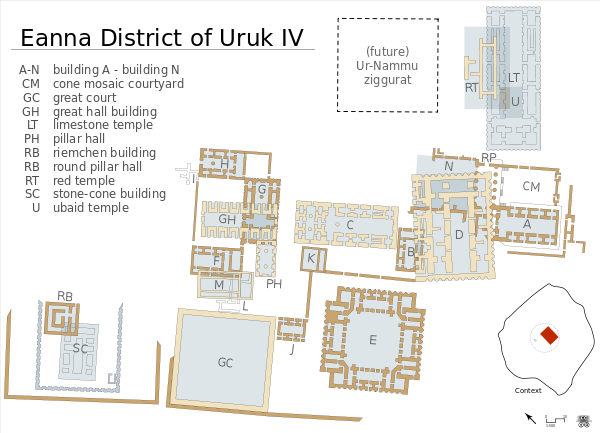 Eanna District of Uruk IV
A-N building A - building N
CM cone mosaic courtyard
GC great court
GH great hall building
LT limestone temple
PH pillar hall
RB riemchen building
RB round pillar hall
RT red temple
SC stone-cone building
U ubaid temple
(future)
Ur-Nammu
ziggurat
RT
LT
U
RP
N
CM
H
I
G
GH
C
A
D
B
F
K
M
PH
L
RB
SC
J
E
GC
Context